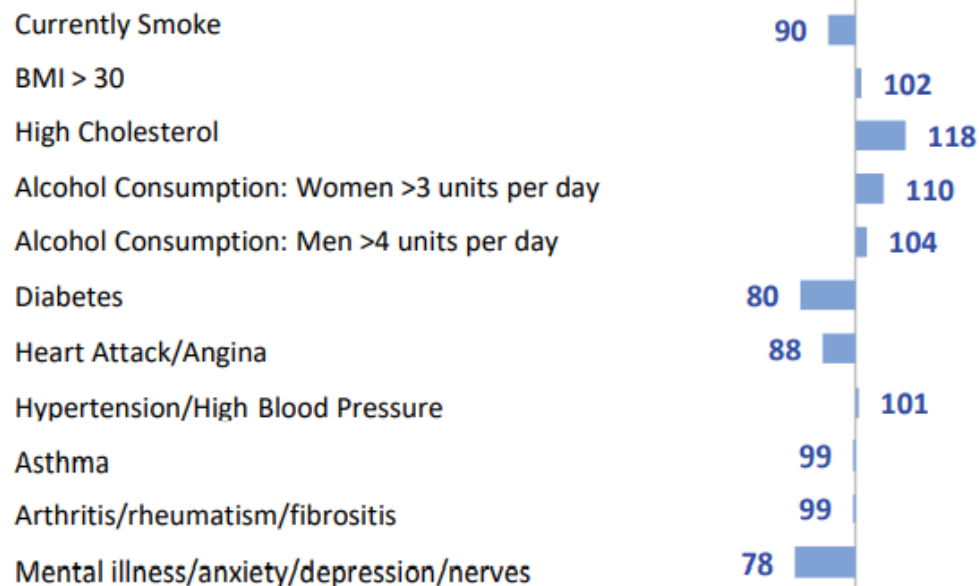 Currently Smoke 90
BMI > 30 102
High Cholesterol 118
Alcohol Consumption: Women >3 units per day 110
Alcohol Consumption: Men >4 units per day 104
Diabetes 80
Heart Attack/Angina 88
Hypertension/High Blood Pressure 101
Asthma 99
Arthritis/rheumatism/fibrositis 99
Mental illness/anxiety/depression/nerves 78